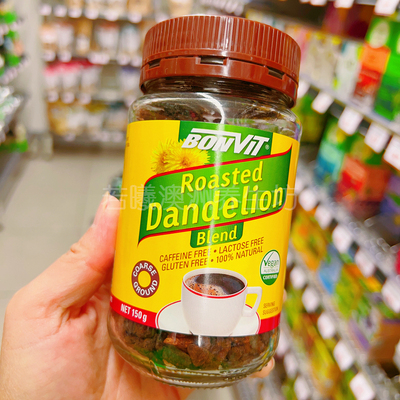 BONVIT
Roasted
Dandelion
Blend
CAFFEINE FREE • LACTOSE FREE
GLUTEN FREE • 100% NATURAL
COARSE
GROUND
Vegan
NET 150g